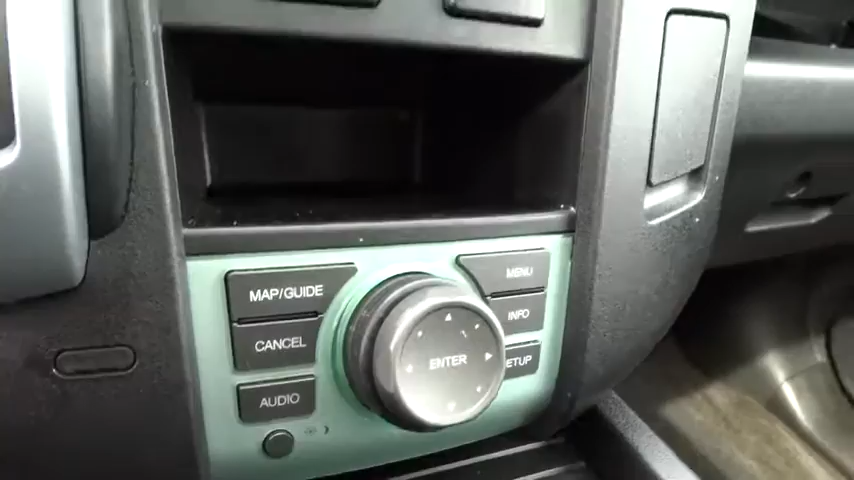 MAP/GUIDE
MENU
CANCEL
INFO
ENTER
SETUP
AUDIO